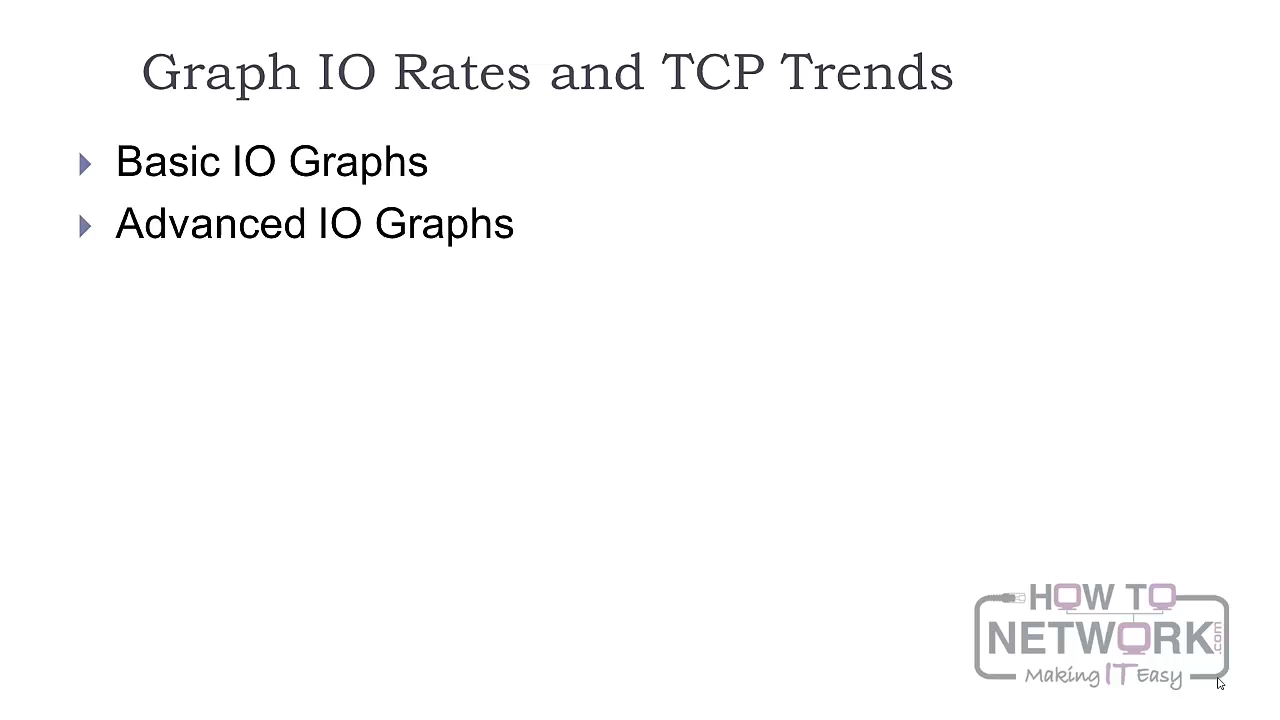 Graph IO Rates and TCP Trends
Basic IO Graphs
Advanced IO Graphs
HOW TO
NETWORK.com
Making IT Easy